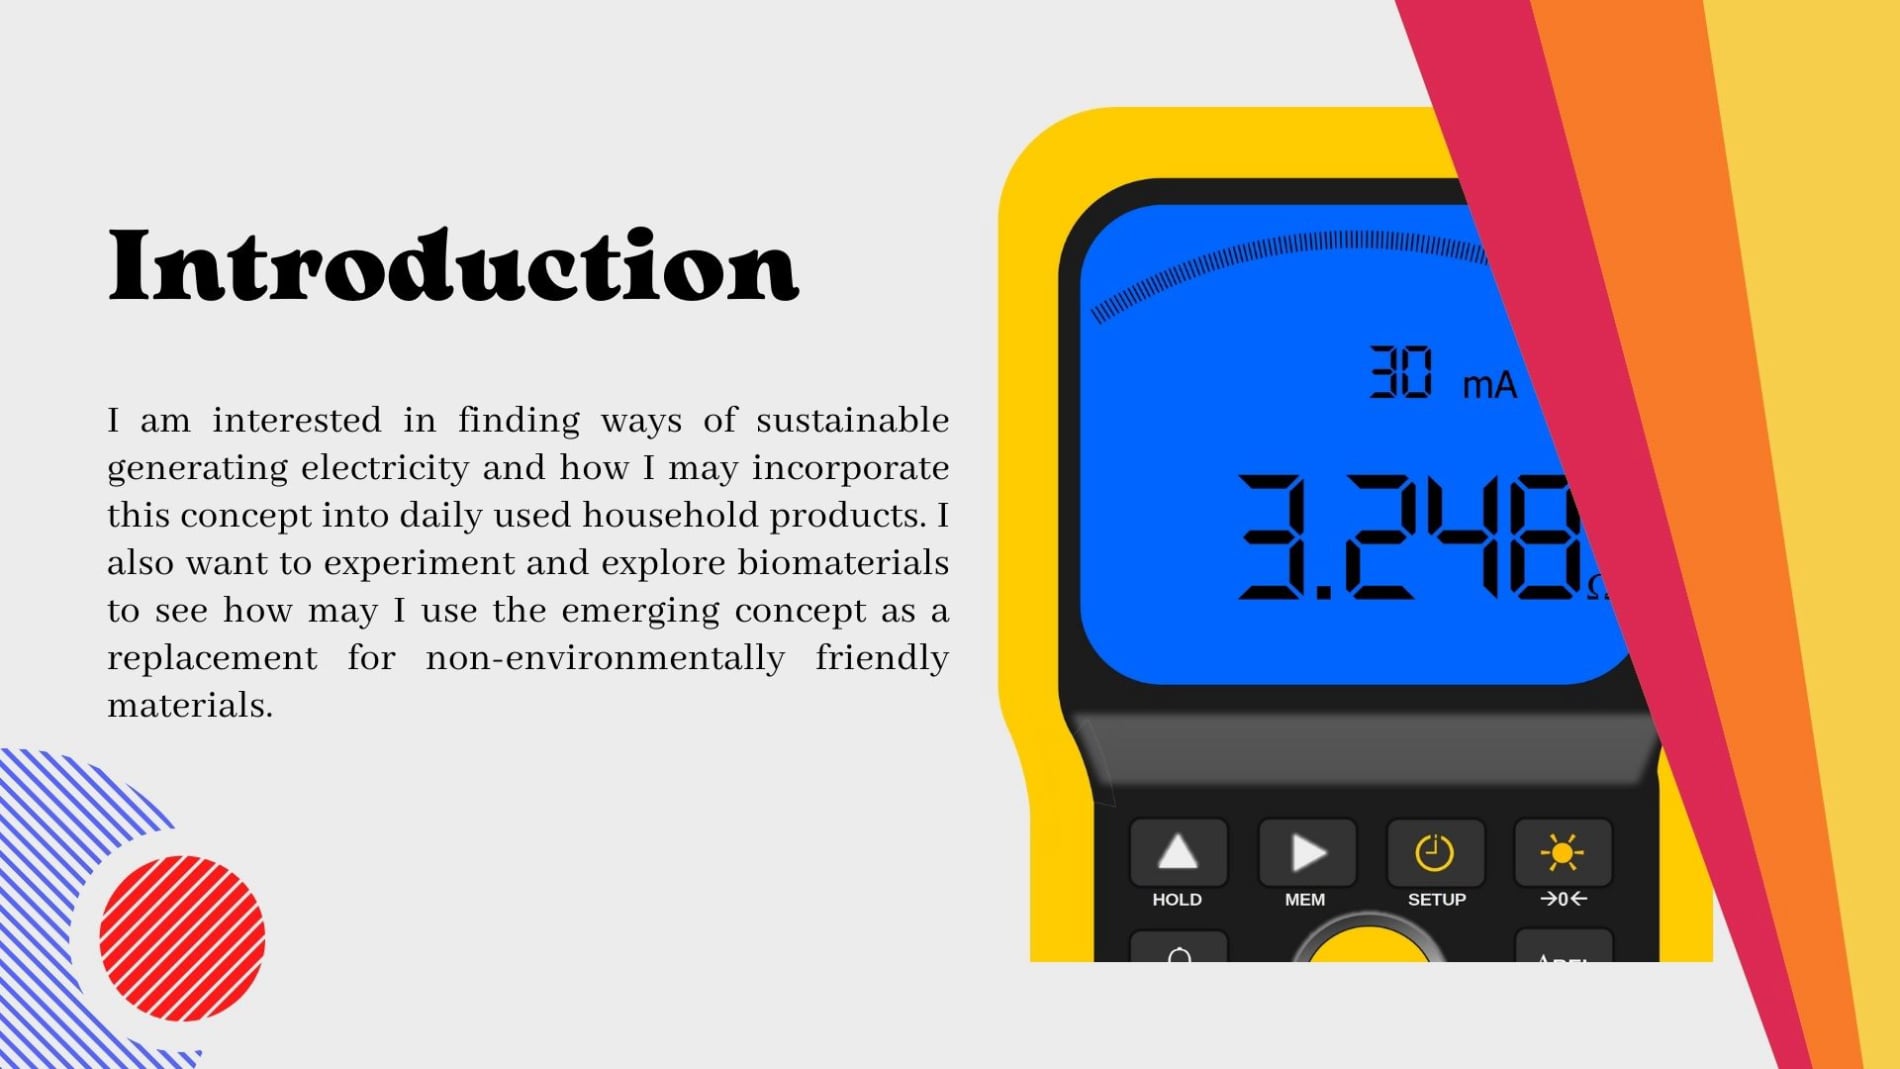 Introduction
I am interested in finding ways of sustainable
generating electricity and how I may incorporate
this concept into daily used household products. I
also want to experiment and explore biomaterials
to see how may I use the emerging concept as a
replacement for non-environmentally friendly
materials.
30 mA
3.248
HOLD MEM SETUP →0←